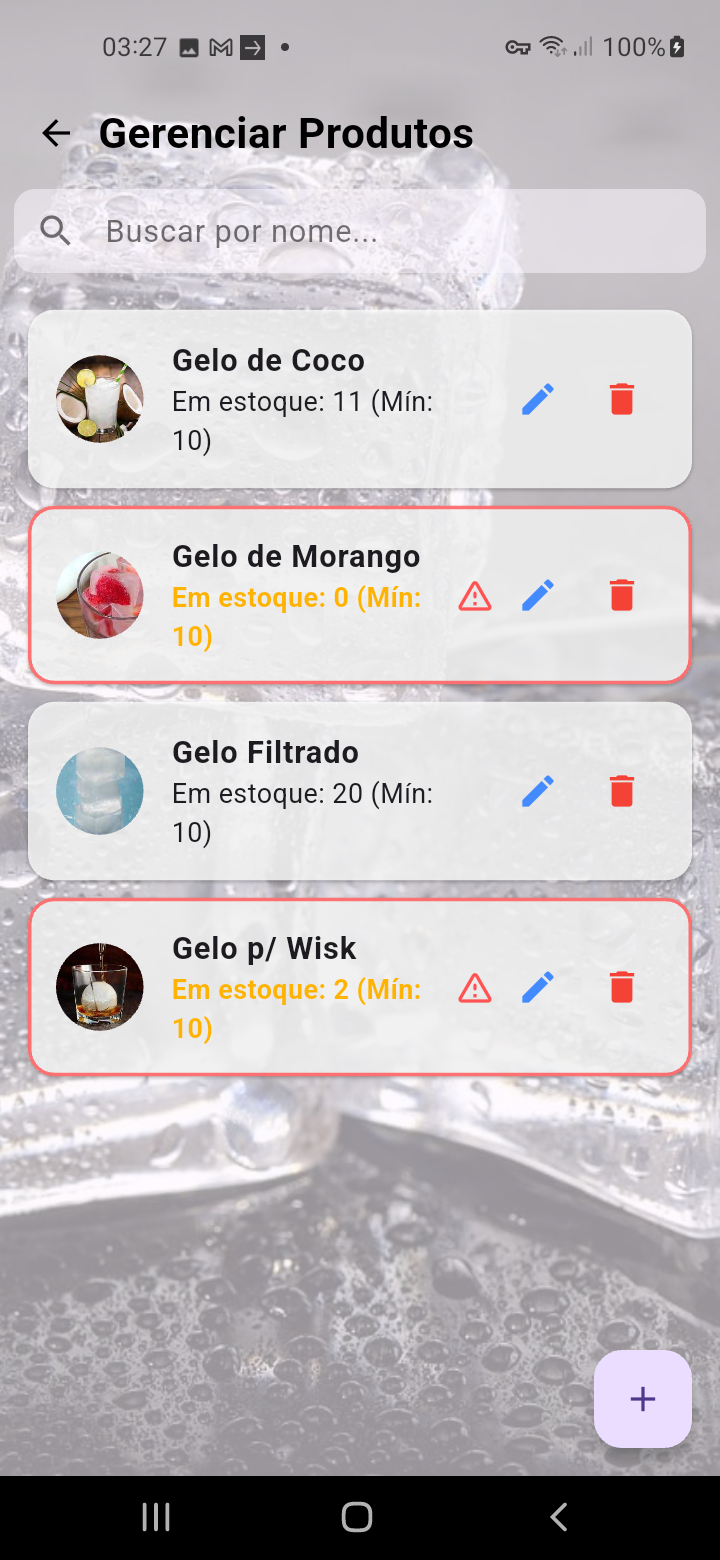 03:27
100%
Gerenciar Produtos
Buscar por nome...
Gelo de Coco
Em estoque: 11 (Mín:
10)
Gelo de Morango
Em estoque: 0 (Mín:
10)
Gelo Filtrado
Em estoque: 20 (Mín:
10)
Gelo p/ Wisk
Em estoque: 2 (Mín:
10)